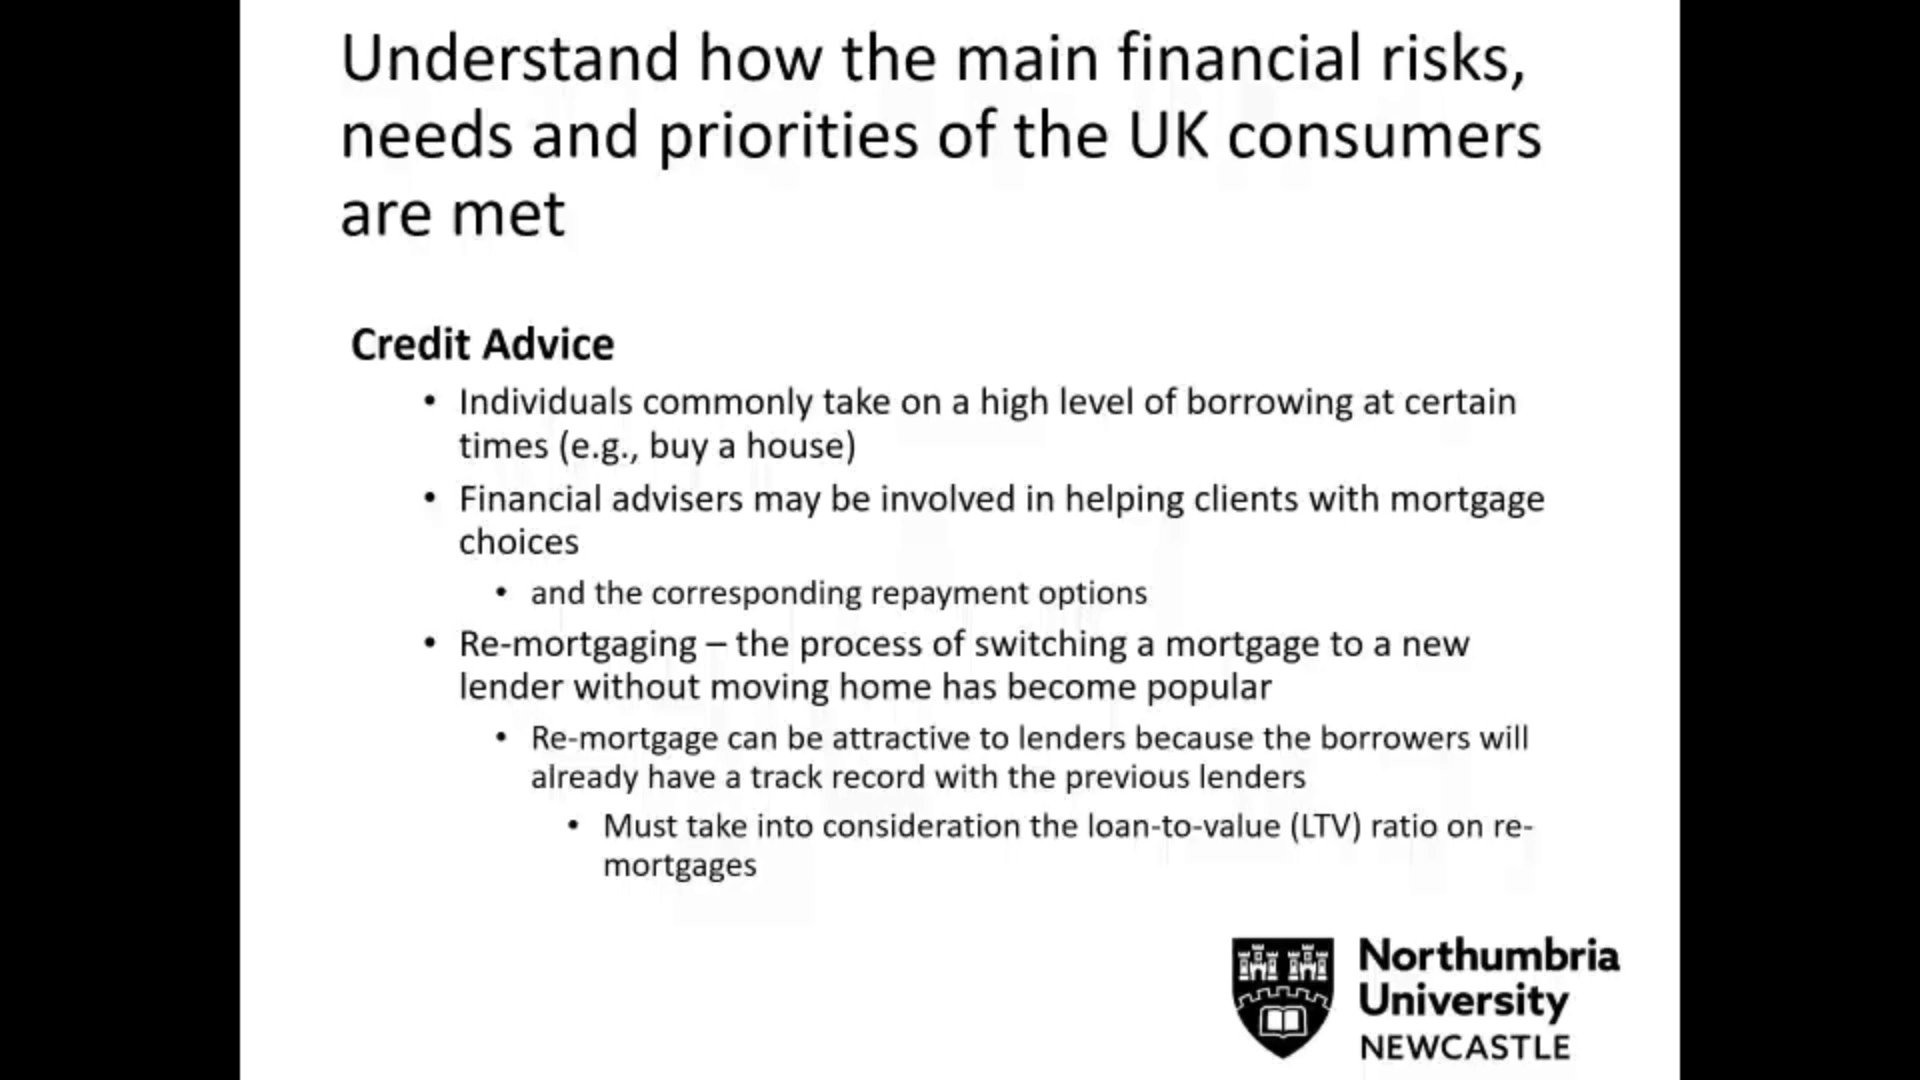 Understand how the main financial risks,
needs and priorities of the UK consumers
are met
Credit Advice
• Individuals commonly take on a high level of borrowing at certain
times (e.g., buy a house)
• Financial advisers may be involved in helping clients with mortgage
choices
• and the corresponding repayment options
• Re-mortgaging – the process of switching a mortgage to a new
lender without moving home has become popular
• Re-mortgage can be attractive to lenders because the borrowers will
already have a track record with the previous lenders
• Must take into consideration the loan-to-value (LTV) ratio on re-
mortgages
Northumbria
University
NEWCASTLE